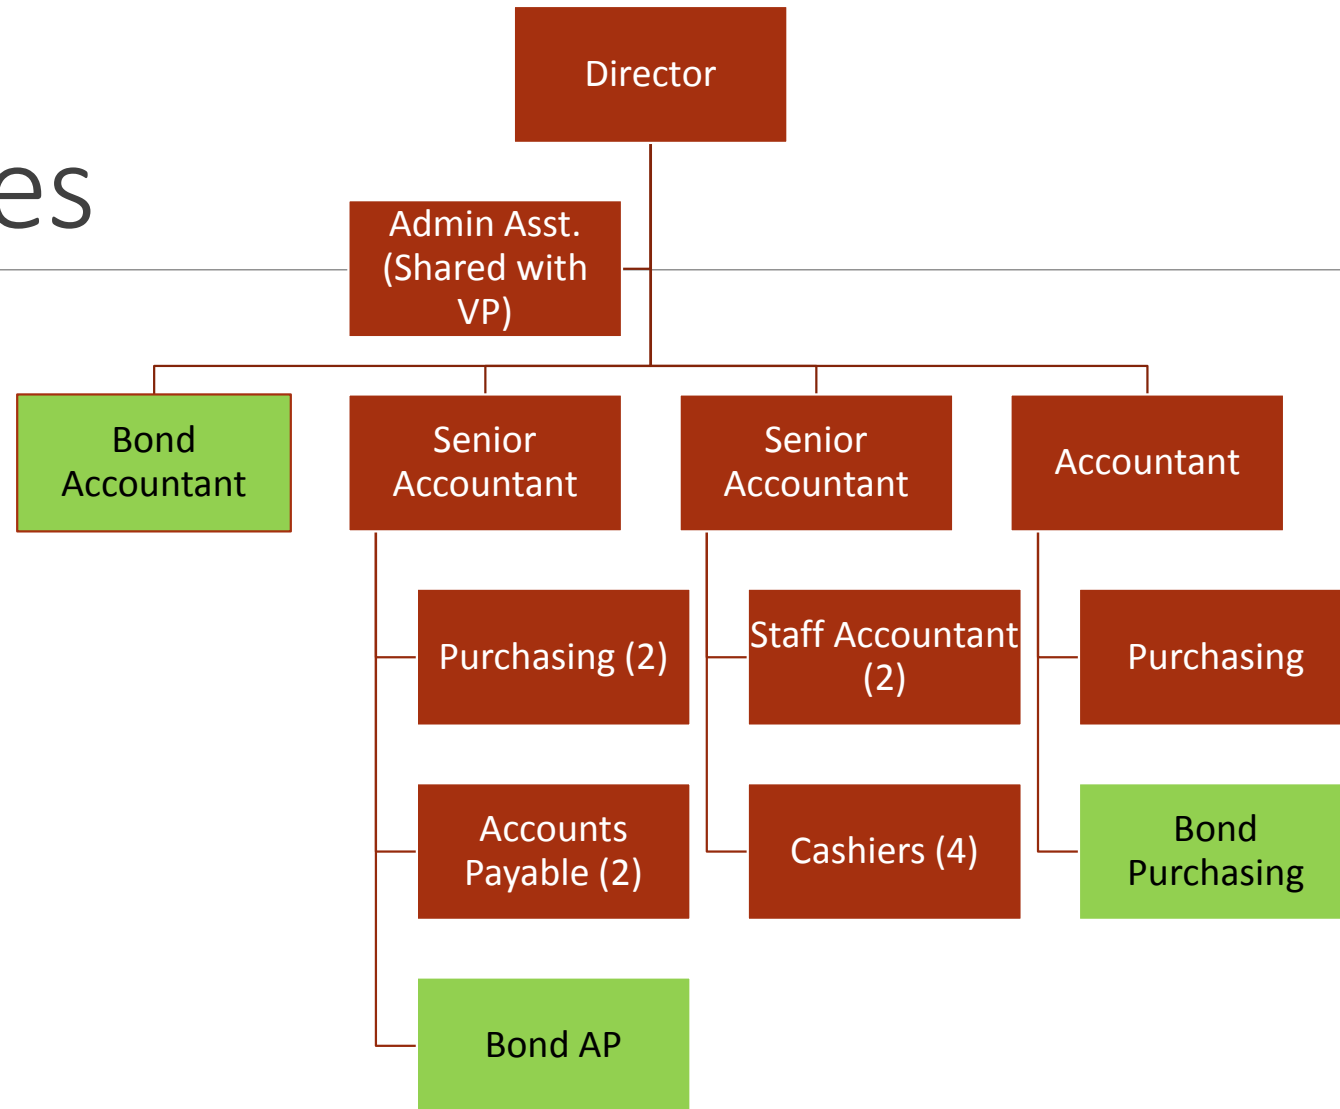 Director
es
Admin Asst.
(Shared with
VP)
Bond
Accountant
Senior
Accountant
Senior
Accountant
Accountant
Purchasing (2)
Staff Accountant
(2)
Purchasing
Accounts
Payable (2)
Cashiers (4)
Bond
Purchasing
Bond AP